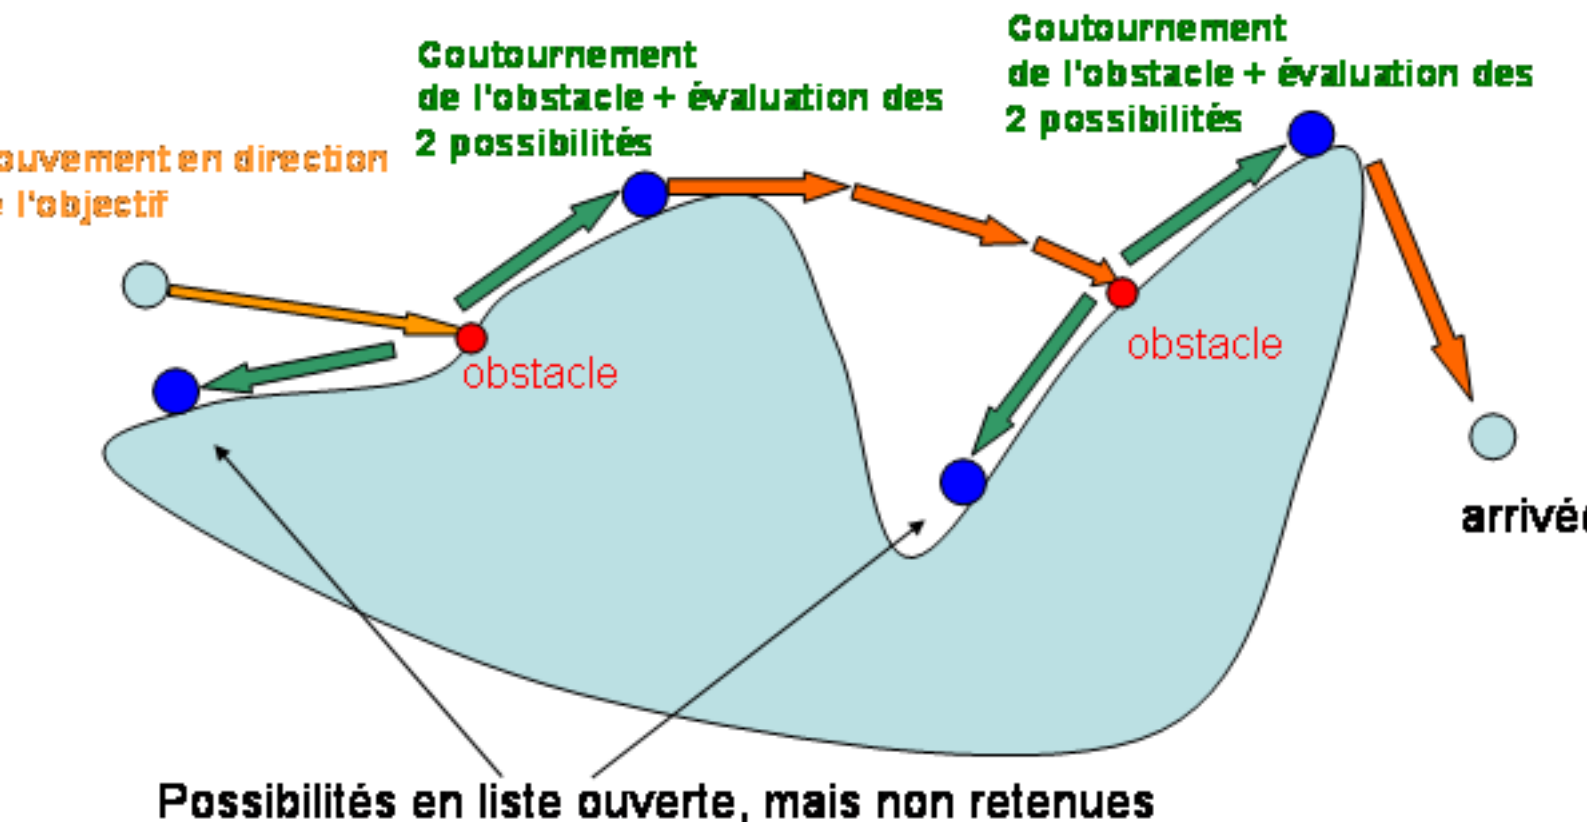 Coutournement
de l'obstacle + évaluation des
2 possibilités
Coutournement
de l'obstacle + évaluation des
2 possibilités
ouvement en direction
l'objectif
obstacle
obstacle
arrivée
Possibilités en liste ouverte, mais non retenues